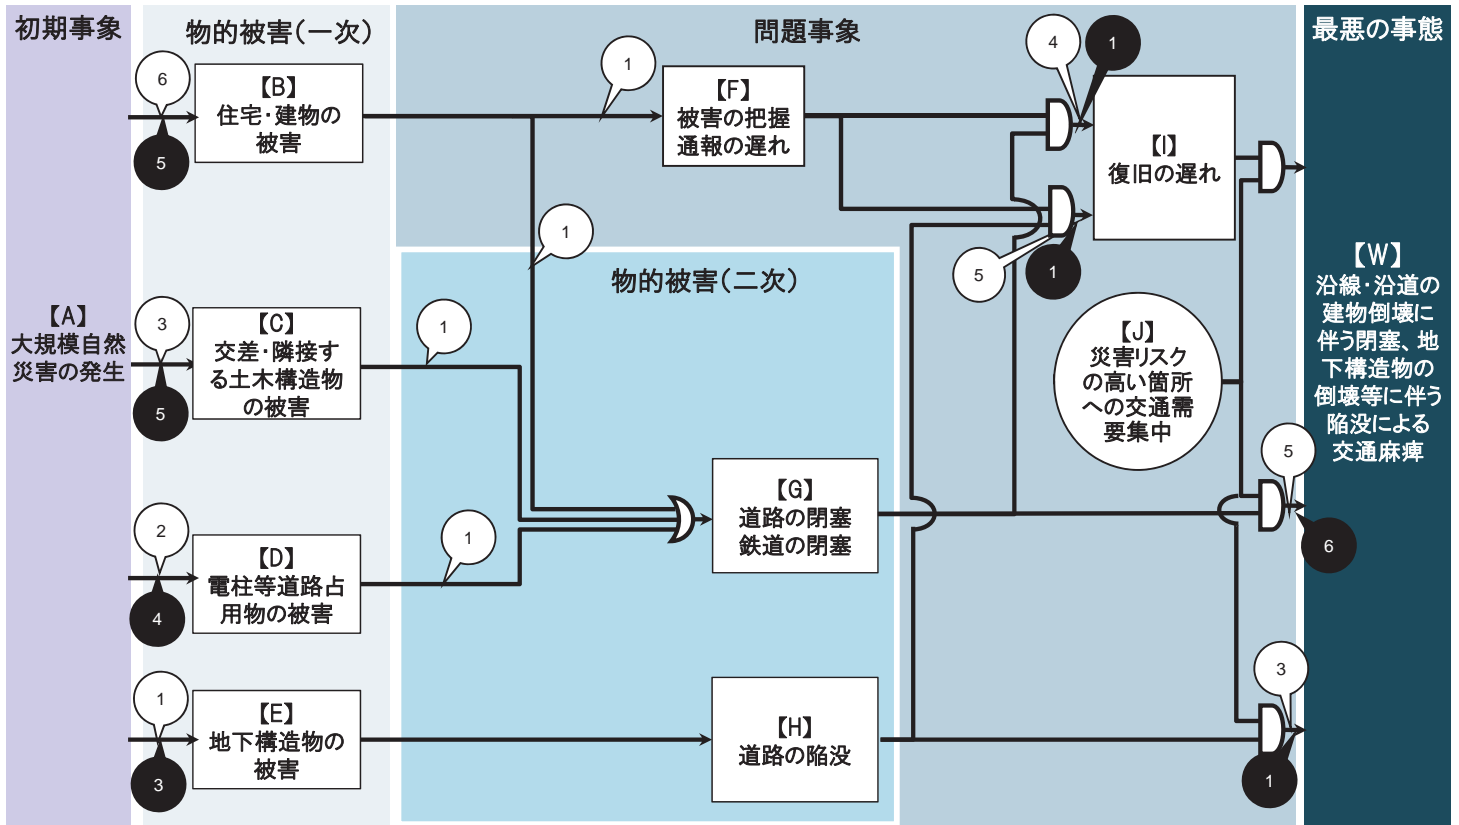 初期事象
物的被害(一次)
問題事象
最悪の事態
【A】
大規模自然
災害の発生
6
5
【B】
住宅・建物の
被害
3
5
【C】
交差・隣接す
る土木構造物
の被害
2
4
【D】
電柱等道路占
用物の被害
1
3
【E】
地下構造物の
被害
1
1
1
1
物的被害(二次)
【F】
被害の把握
通報の遅れ
【G】
道路の閉塞
鉄道の閉塞
【H】
道路の陥没
4
1
5
1
【I】
復旧の遅れ
【J】
災害リスク
の高い箇所
への交通需
要集中
5
6
3
1
【W】
沿線・沿道の
建物倒壊に
伴う閉塞、地
下構造物の
倒壊等に伴う
陥没による
交通麻痺